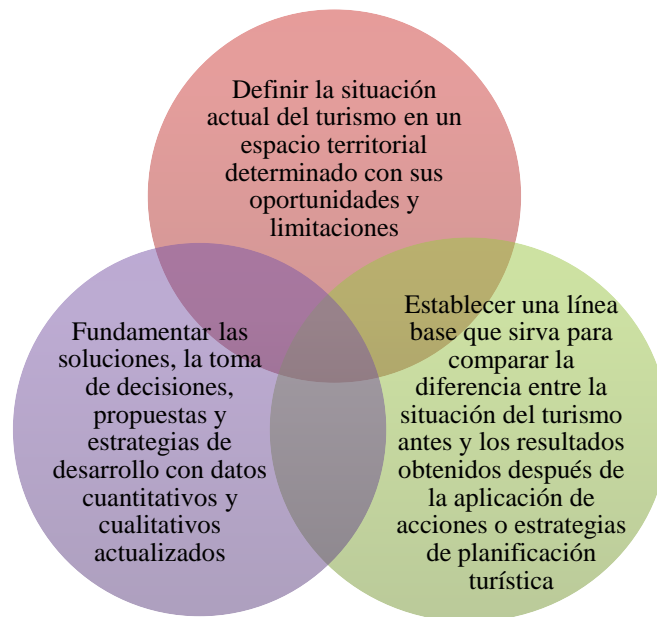 Definir la situación
actual del turismo en un
espacio territorial
determinado con sus
oportunidades y
limitaciones
Fundamentar las
soluciones, la toma
de decisiones,
propuestas y
estrategias de
desarrollo con datos
cuantitativos y
cualitativos
actualizados
Establecer una línea
base que sirva para
comparar la
diferencia entre la
situación del turismo
antes y los resultados
obtenidos después de
la aplicación de
acciones o estrategias
de planificación
turística